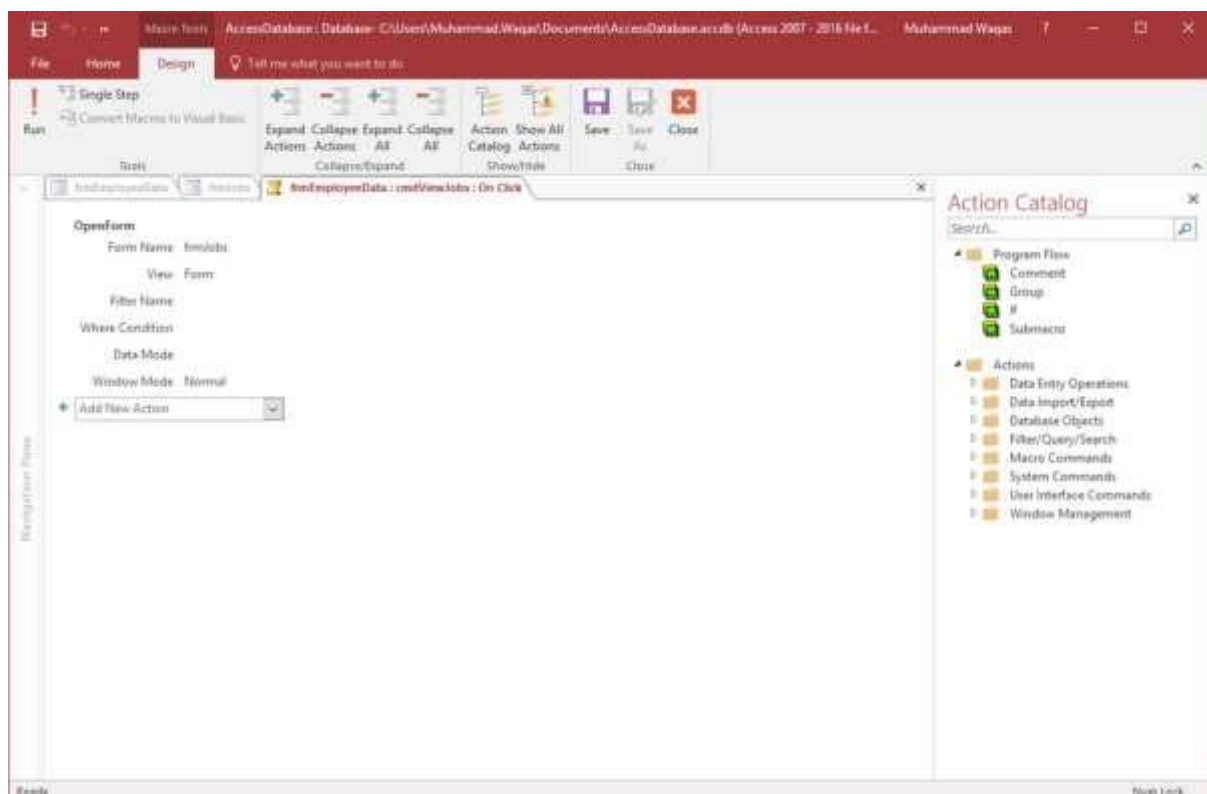 Macro Tools AccessDatabase : Database- C:\Users\Muhammad.Waqas\Documents\AccessDatabase.accdb (Access 2007 - 2016 file f... Muhammad Waqas ?
File Home Design Tell me what you want to do
Run
Single Step
Convert Macros to Visual Basic
Tools
Expand Actions
Collapse Actions
Expand All
Collapse All
Collapse/Expand
Action Catalog
Show All Actions
Show/Hide
Save
Save As
Close
Close
frmEmployeeData frmJobs frmEmployeeData : cmdViewJobs : On Click
Navigation Pane
OpenForm
Form Name frmJobs
View Form
Filter Name
Where Condition
Data Mode
Window Mode Normal
Add New Action
Action Catalog
Search...
Program Flow
Comment
Group
If
Submacro
Actions
Data Entry Operations
Data Import/Export
Database Objects
Filter/Query/Search
Macro Commands
System Commands
User Interface Commands
Window Management
Ready Num Lock